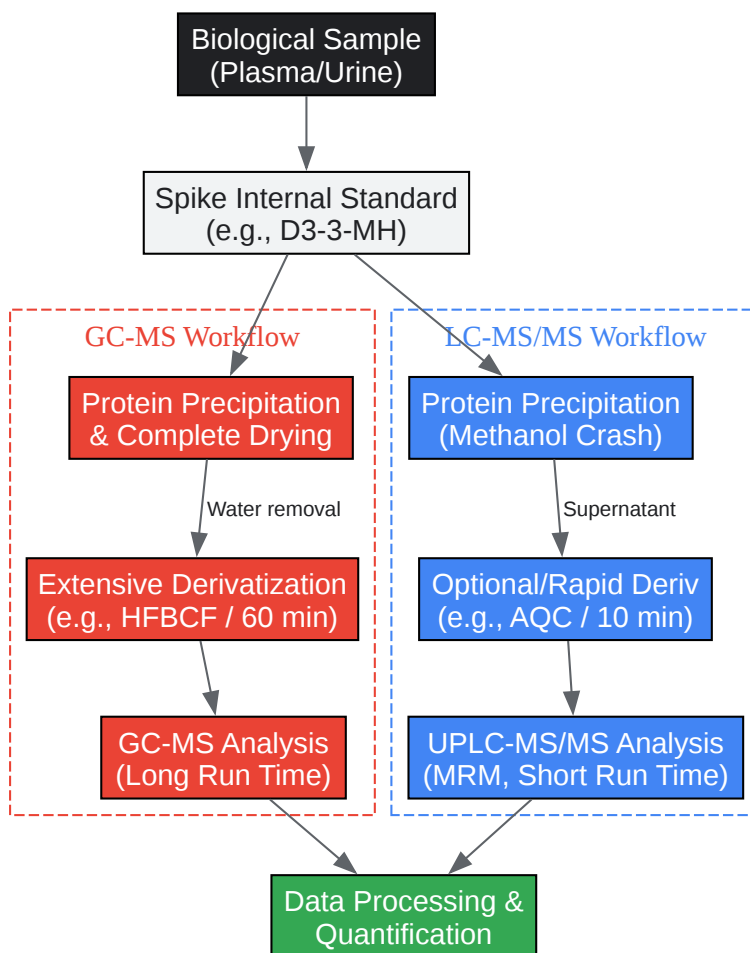 Biological Sample
(Plasma/Urine)
Spike Internal Standard
(e.g., D3-3-MH)
GC-MS Workflow
Protein Precipitation
& Complete Drying
Water removal
Extensive Derivatization
(e.g., HFBCF / 60 min)
GC-MS Analysis
(Long Run Time)
LC-MS/MS Workflow
Protein Precipitation
(Methanol Crash)
Supernatant
Optional/Rapid Deriv
(e.g., AQC / 10 min)
UPLC-MS/MS Analysis
(MRM, Short Run Time)
Data Processing &
Quantification